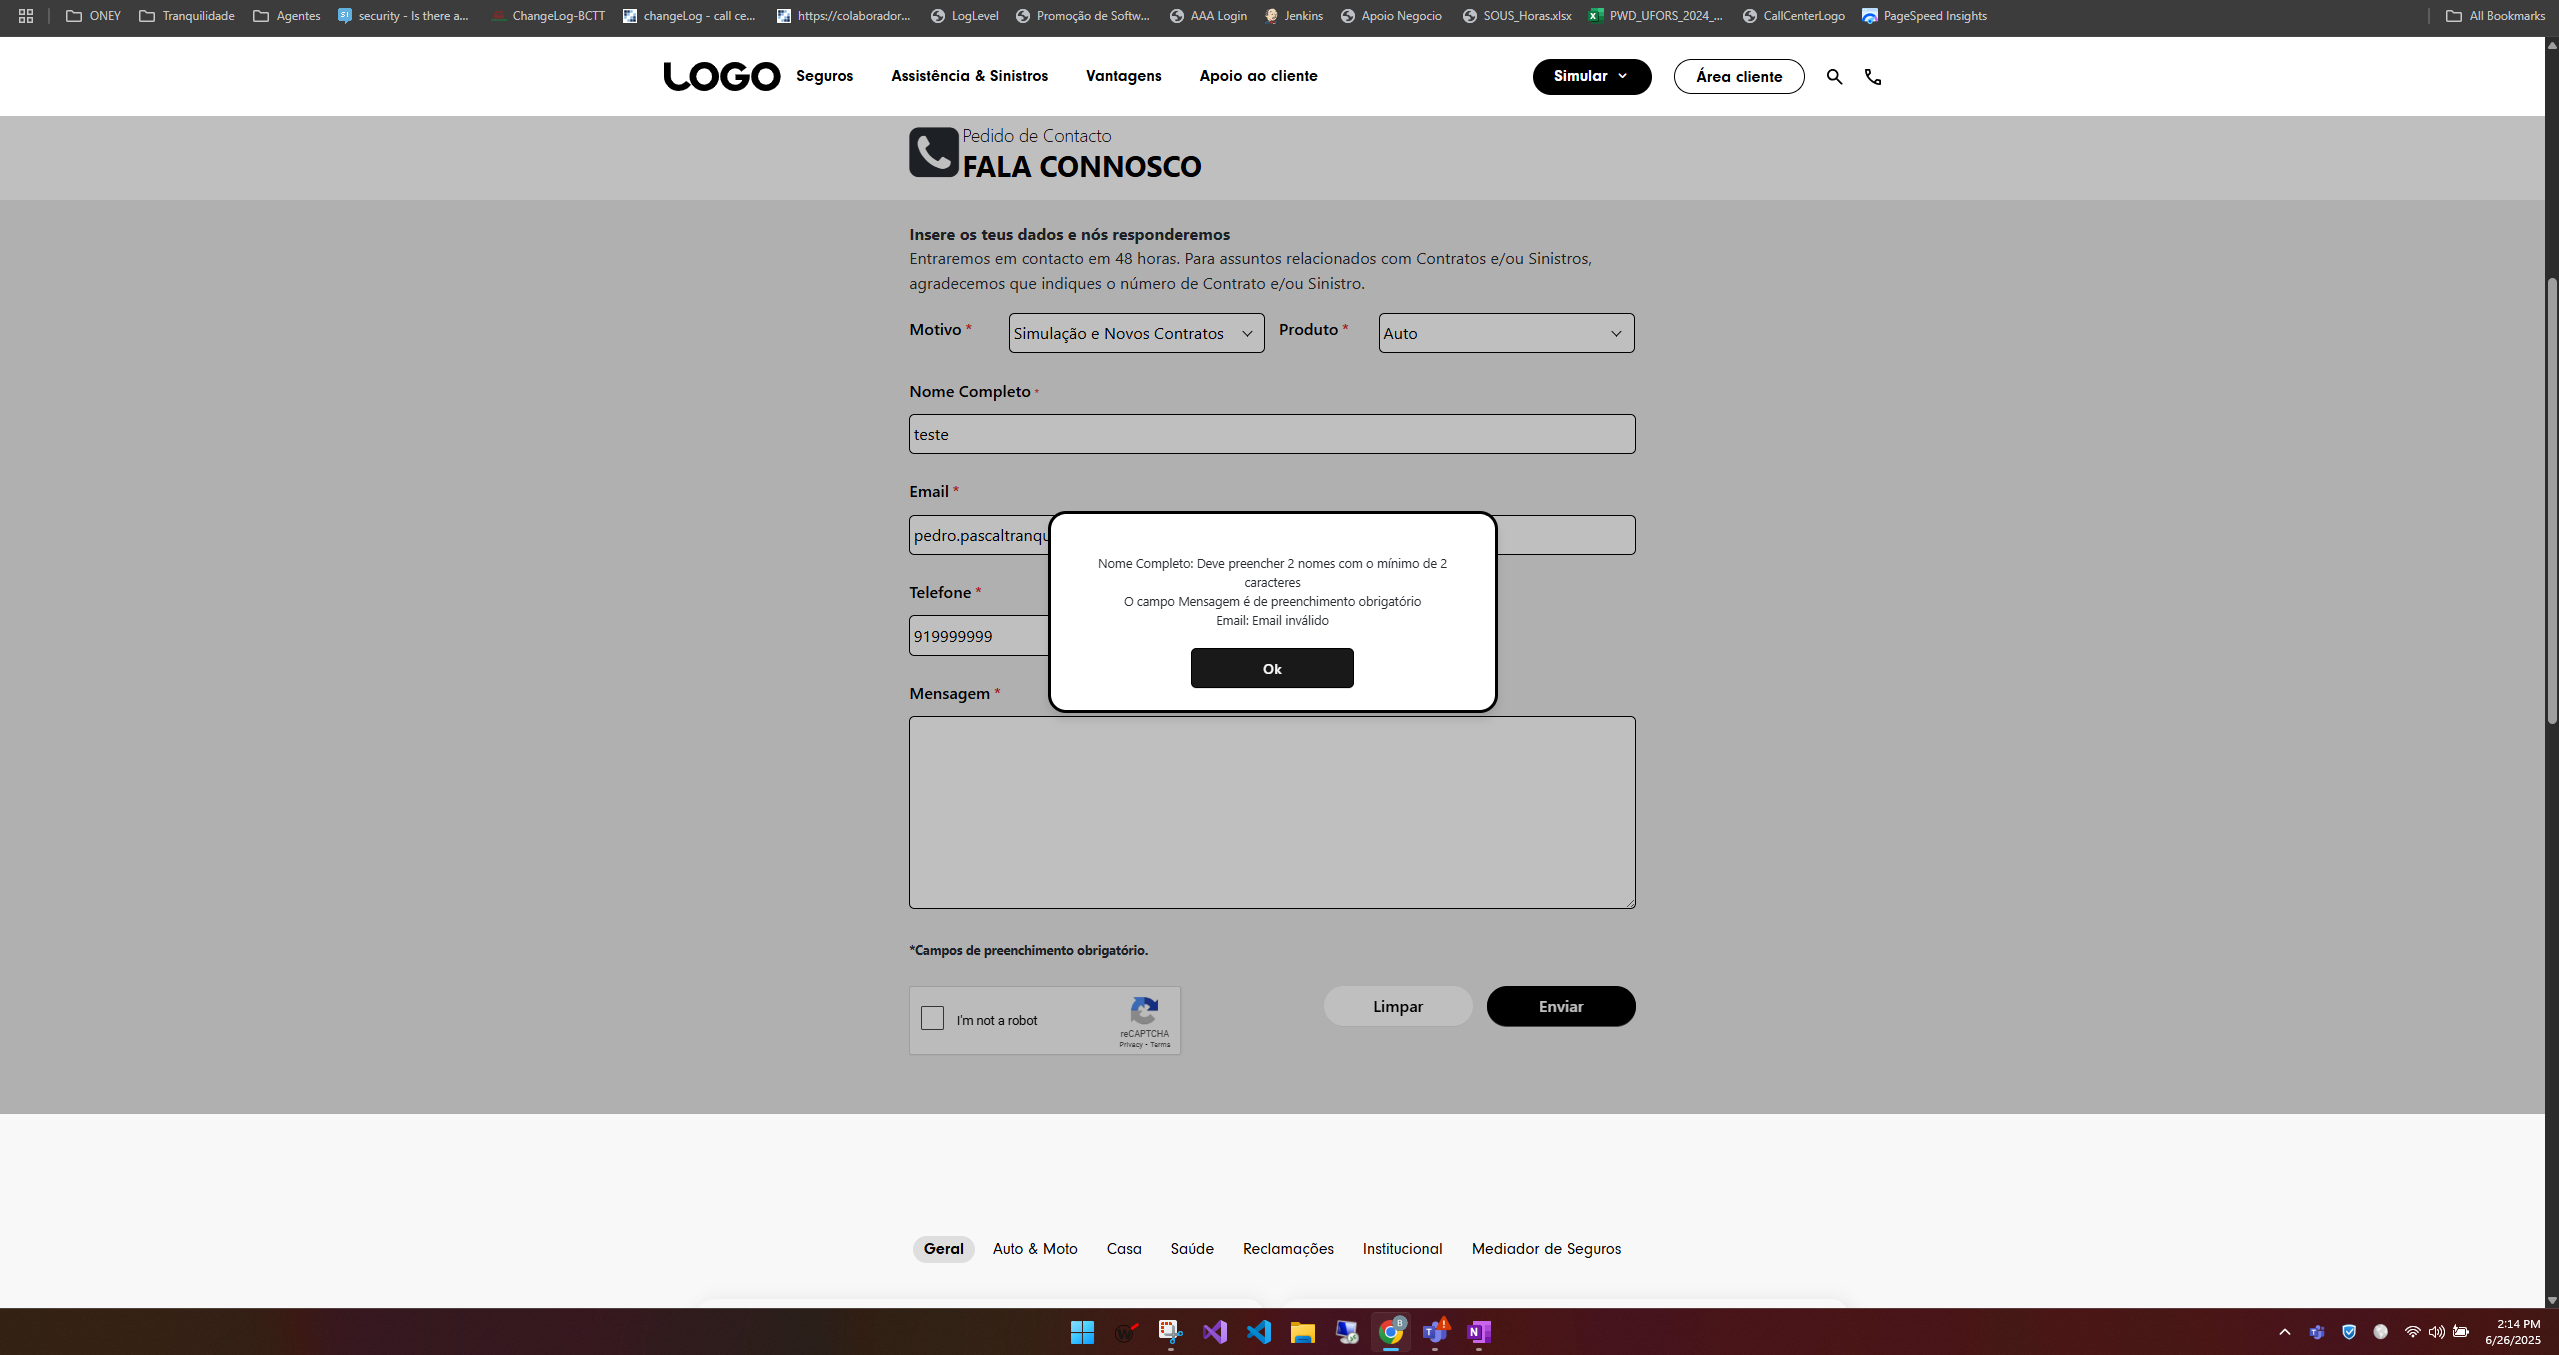 ONEY
Tranquilidade
Agentes
security - Is there a...
ChangeLog-BCTT
changeLog - call ce...
https://colaborador...
LogLevel
Promoção de Softw...
AAA Login
Jenkins
Apoio Negocio
SOUS_Horas.xlsx
PWD_UFORS_2024_...
CallCenterLogo
PageSpeed Insights
All Bookmarks
LOGO
Seguros
Assistência & Sinistros
Vantagens
Apoio ao cliente
Simular
Área cliente
Pedido de Contacto
FALA CONNOSCO
Insere os teus dados e nós responderemos
Entraremos em contacto em 48 horas. Para assuntos relacionados com Contratos e/ou Sinistros,
agradecemos que indiques o número de Contrato e/ou Sinistro.
Motivo *
Simulação e Novos Contratos
Produto *
Auto
Nome Completo *
teste
Email *
pedro.pascaltranqu
Nome Completo: Deve preencher 2 nomes com o mínimo de 2
caracteres
O campo Mensagem é de preenchimento obrigatório
Email: Email inválido
Ok
Telefone *
919999999
Mensagem *
*Campos de preenchimento obrigatório.
I'm not a robot
reCAPTCHA
Privacy - Terms
Limpar
Enviar
Geral
Auto & Moto
Casa
Saúde
Reclamações
Institucional
Mediador de Seguros
2:14 PM
6/26/2025